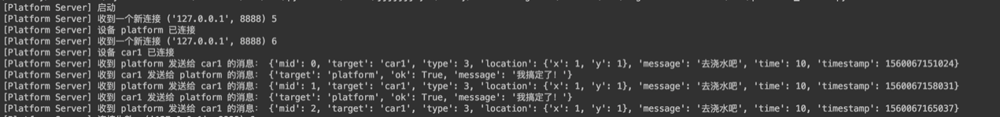 [Platform Server] 启动
[Platform Server] 收到一个新连接 ('127.0.0.1', 8888) 5
[Platform Server] 设备 platform 已连接
[Platform Server] 收到一个新连接 ('127.0.0.1', 8888) 6
[Platform Server] 设备 car1 已连接
[Platform Server] 收到 platform 发送给 car1 的消息: {'mid': 0, 'target': 'car1', 'type': 3, 'location': {'x': 1, 'y': 1}, 'message': '去浇水吧', 'time': 10, 'timestamp': 1560067151024}
[Platform Server] 收到 car1 发送给 platform 的消息: {'target': 'platform', 'ok': True, 'message': '我搞定了!'}
[Platform Server] 收到 platform 发送给 car1 的消息: {'mid': 1, 'target': 'car1', 'type': 3, 'location': {'x': 1, 'y': 1}, 'message': '去浇水吧', 'time': 10, 'timestamp': 1560067158031}
[Platform Server] 收到 car1 发送给 platform 的消息: {'target': 'platform', 'ok': True, 'message': '我搞定了!'}
[Platform Server] 收到 platform 发送给 car1 的消息: {'mid': 2, 'target': 'car1', 'type': 3, 'location': {'x': 1, 'y': 1}, 'message': '去浇水吧', 'time': 10, 'timestamp': 1560067165037}